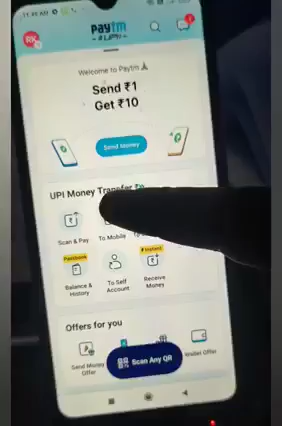 11:49 AM
RK
paytm
Welcome to Paytm
Send ₹1
Get ₹10
Send Money
UPI Money Transfer
Scan & Pay
To Mobile
Passbook
₹ Instant
Balance &
History
To Self
Account
Receive
Money
Offers for you
Send Money
Offer
Scan Any QR
Wallet Offer